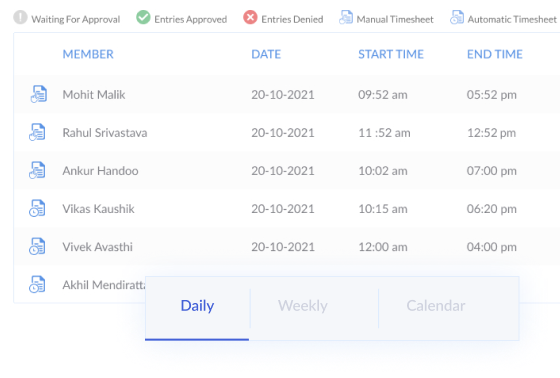 Waiting For Approval Entries Approved Entries Denied Manual Timesheet Automatic Timesheet
MEMBER DATE START TIME END TIME
Mohit Malik 20-10-2021 09:52 am 05:52 pm
Rahul Srivastava 20-10-2021 11 :52 am 12:52 pm
Ankur Handoo 20-10-2021 10:02 am 07:00 pm
Vikas Kaushik 20-10-2021 10:15 am 06:20 pm
Vivek Avasthi 20-10-2021 12:00 am 04:00 pm
Akhil Mendiratta
Daily Weekly Calendar